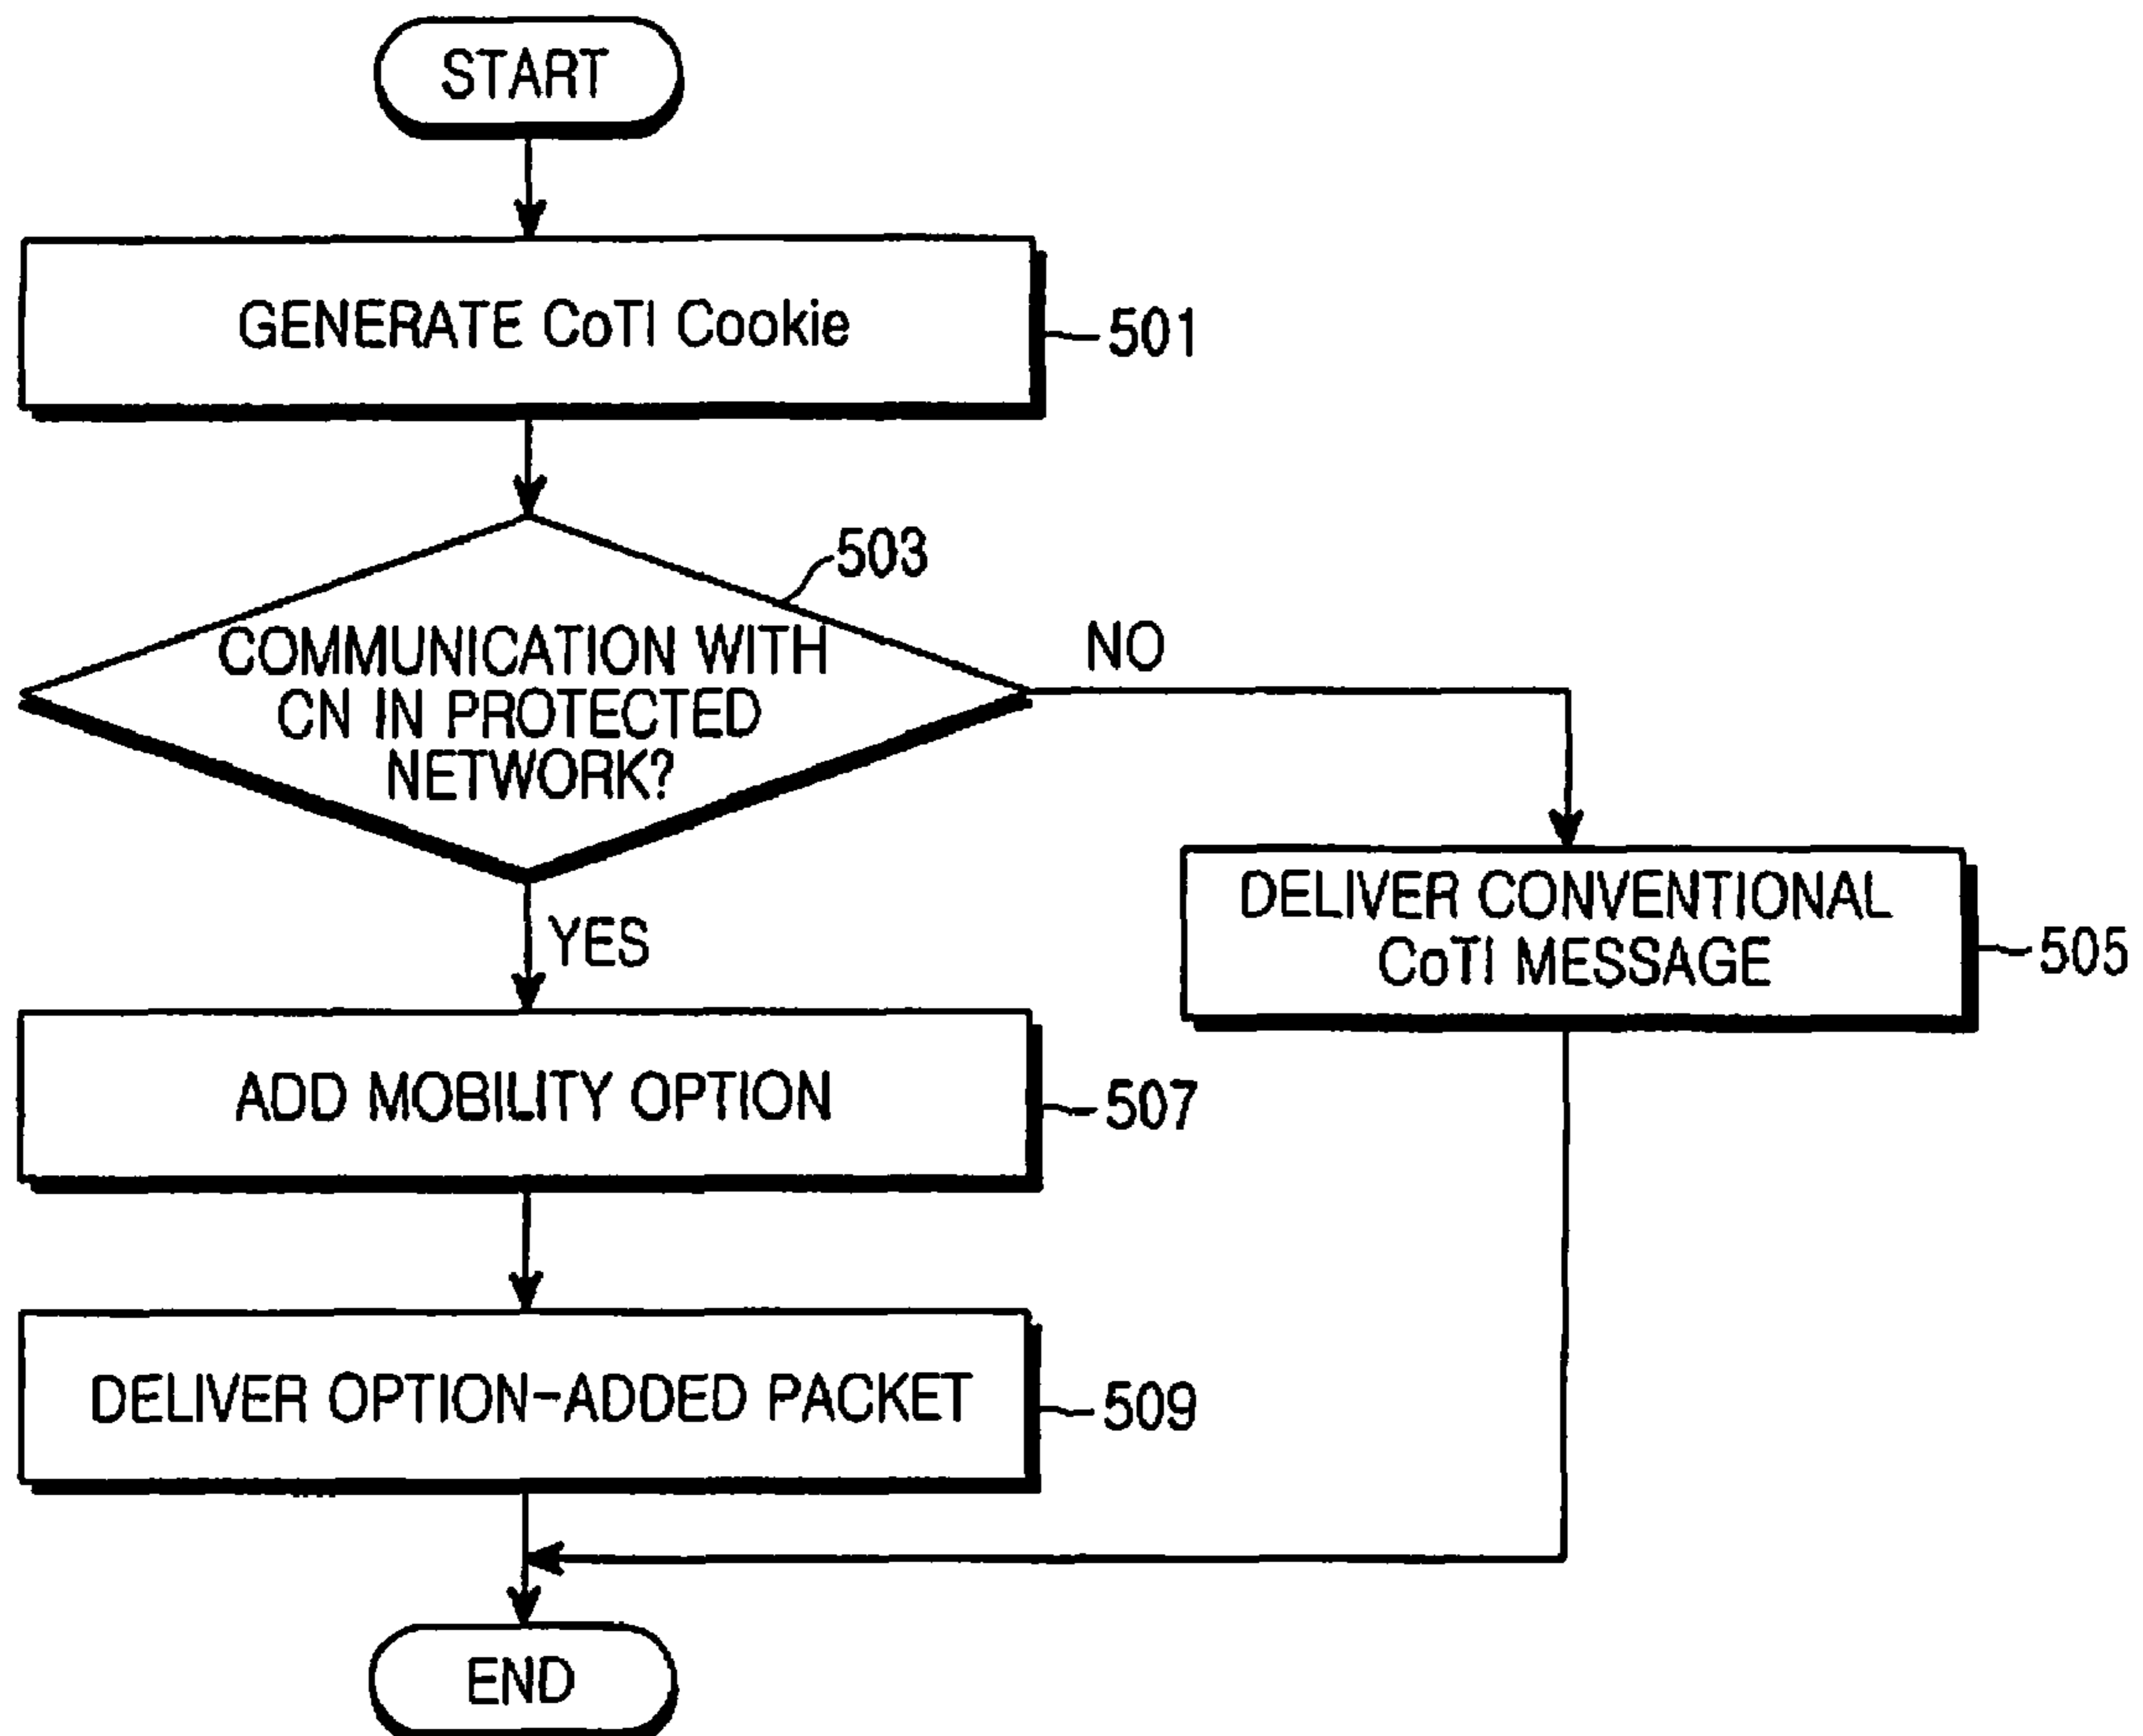 START
GENERATE CoTI Cookie
501
503
COMMUNICATION WITH
CN IN PROTECTED
NETWORK?
NO
YES
DELIVER CONVENTIONAL
CoTI MESSAGE
505
ADD MOBILITY OPTION
507
DELIVER OPTION-ADDED PACKET
509
END